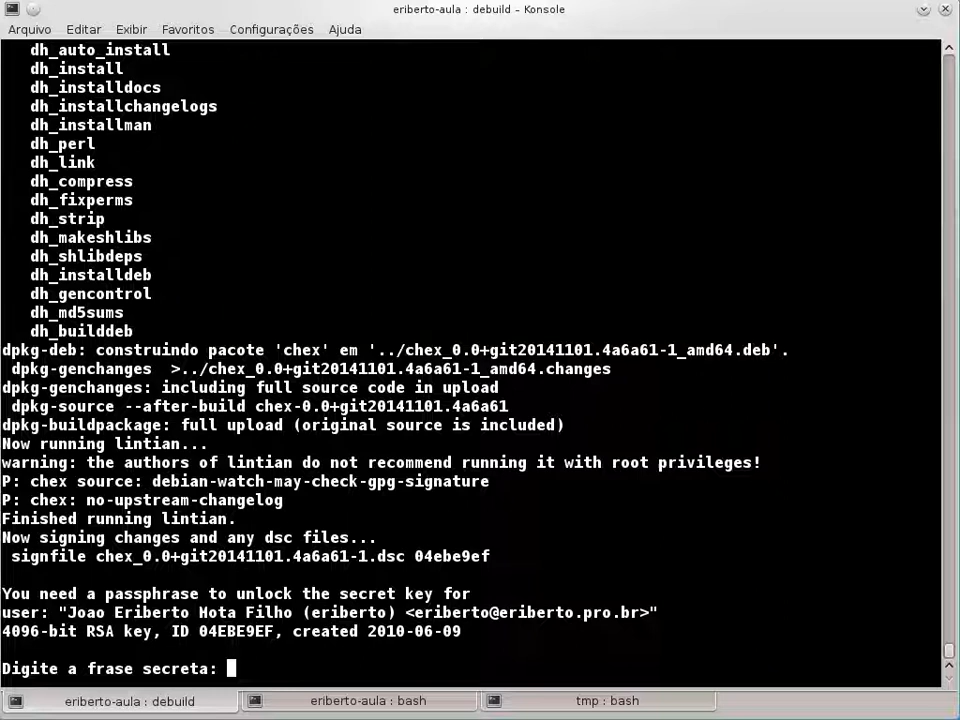 eriberto-aula : debuild – Konsole
Arquivo Editar Exibir Favoritos Configurações Ajuda
dh_auto_install
dh_install
dh_installdocs
dh_installchangelogs
dh_installman
dh_perl
dh_link
dh_compress
dh_fixperms
dh_strip
dh_makeshlibs
dh_shlibdeps
dh_installdeb
dh_gencontrol
dh_md5sums
dh_builddeb
dpkg-deb: construindo pacote 'chex' em '../chex_0.0+git20141101.4a6a61-1_amd64.deb'.
dpkg-genchanges >../chex_0.0+git20141101.4a6a61-1_amd64.changes
dpkg-genchanges: including full source code in upload
dpkg-source --after-build chex-0.0+git20141101.4a6a61
dpkg-buildpackage: full upload (original source is included)
Now running lintian...
warning: the authors of lintian do not recommend running it with root privileges!
P: chex source: debian-watch-may-check-gpg-signature
P: chex: no-upstream-changelog
Finished running lintian.
Now signing changes and any dsc files...
signfile chex_0.0+git20141101.4a6a61-1.dsc 04ebe9ef
You need a passphrase to unlock the secret key for
user: "Joao Eriberto Mota Filho (eriberto) <eriberto@eriberto.pro.br>"
4096-bit RSA key, ID 04EBE9EF, created 2010-06-09
Digite a frase secreta:
eriberto-aula : debuild eriberto-aula : bash tmp : bash